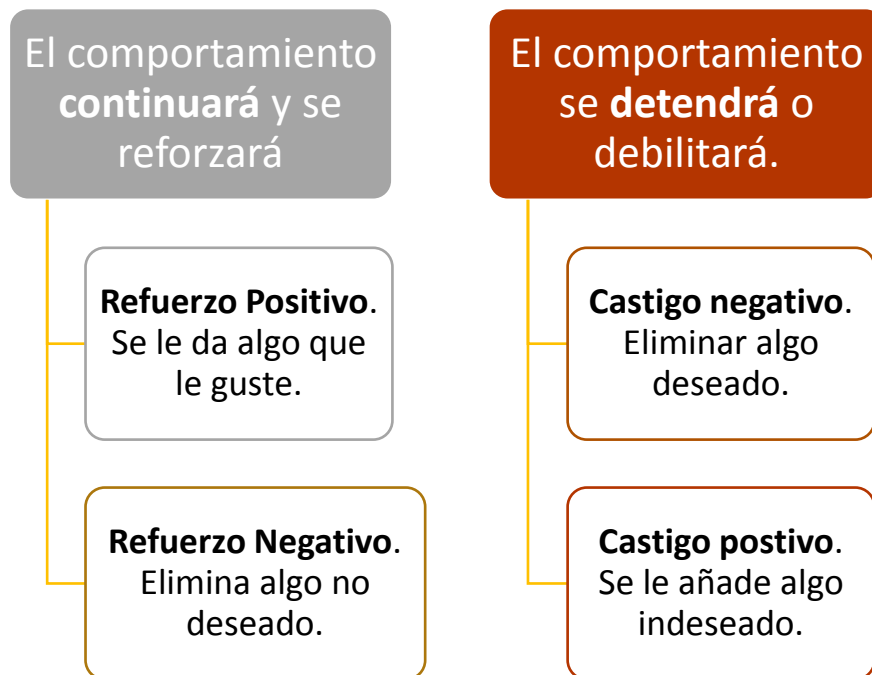 El comportamiento
continuará y se
reforzará
Refuerzo Positivo.
Se le da algo que
le guste.
Refuerzo Negativo.
Elimina algo no
deseado.
El comportamiento
se detendrá o
debilitará.
Castigo negativo.
Eliminar algo
deseado.
Castigo postivo.
Se le añade algo
indeseado.